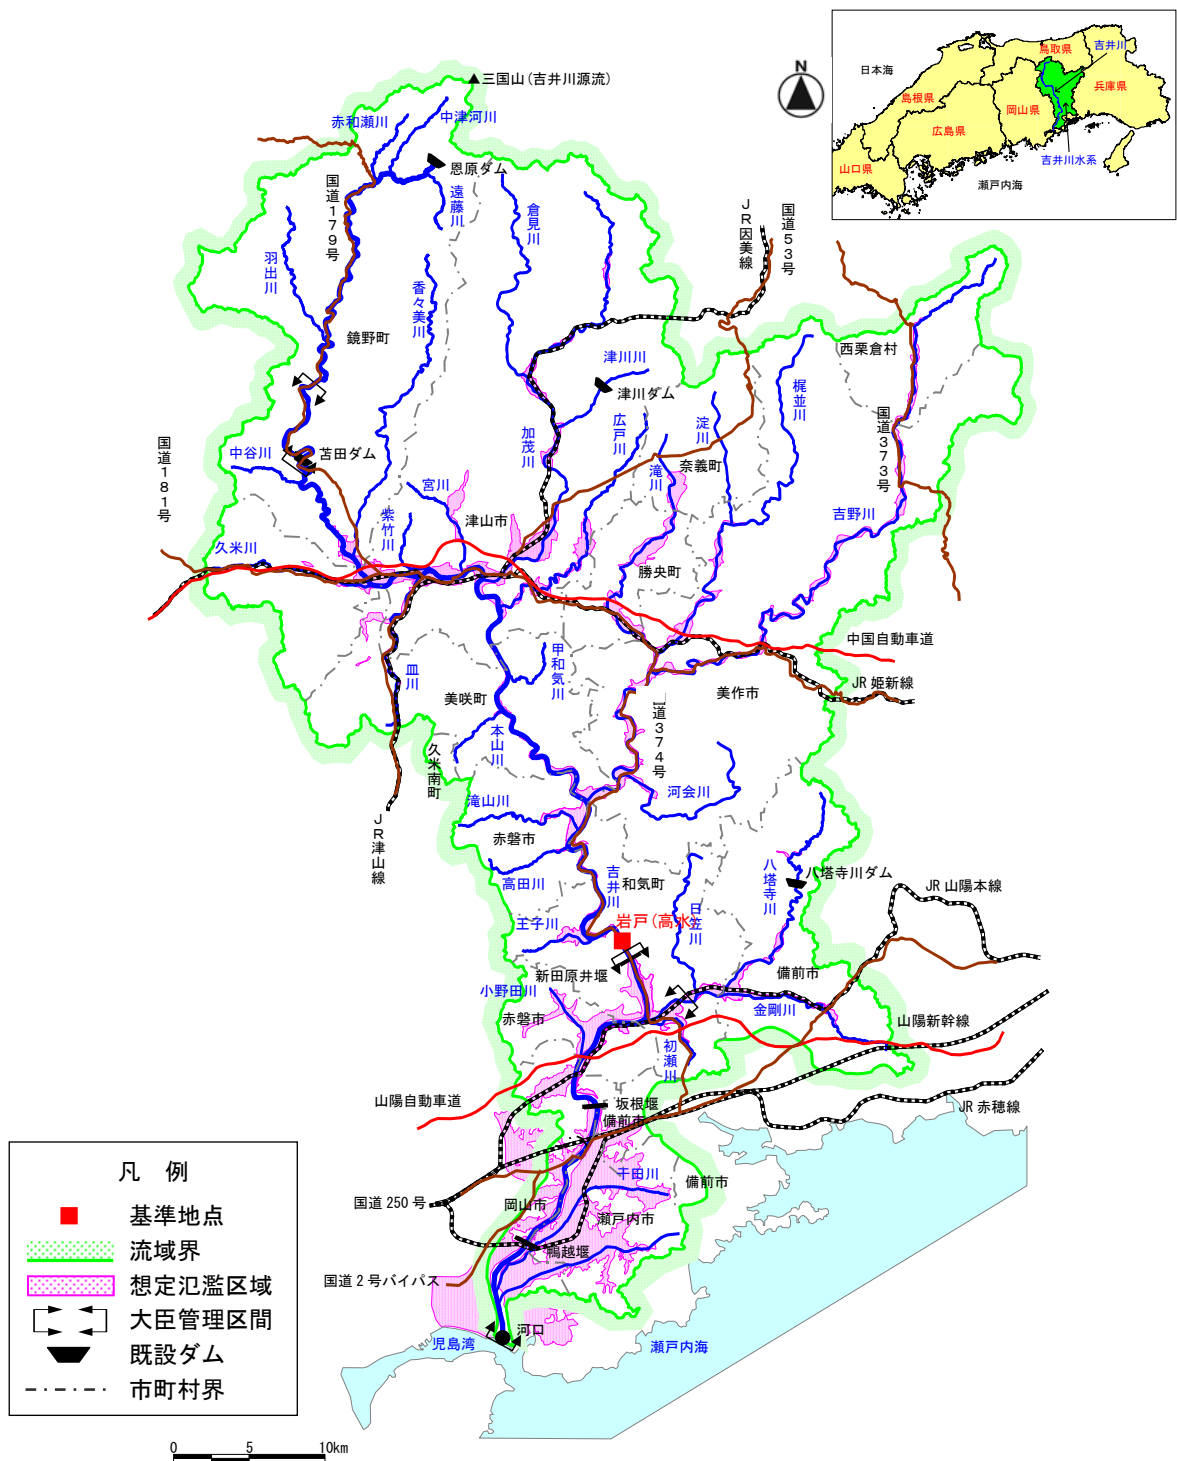 三国山(吉井川源流)
赤和瀬川
中津河川
恩原ダム
国道179号
遠藤川
倉見川
羽出川
香々美川
鏡野町
JR因美線
国道53号
N
日本海
鳥取県
吉井川
島根県
岡山県
兵庫県
広島県
山口県
吉井川水系
瀬戸内海
西粟倉村
津川川
津川ダム
梶並川
淀川
広戸川
滝川
奈義町
加茂川
国道373号
国道181号
中谷川
苫田ダム
宮川
津山市
紫竹川
吉野川
久米川
勝央町
中国自動車道
JR姫新線
甲和気川
皿川
美咲町
美作市
本山川
道374号
久米南町
河会川
滝山川
赤磐市
JR津山線
高田川
吉井川
和気町
八塔寺川
八塔寺川ダム
JR山陽本線
王子川
岩戸(高水)
日笠川
新田原井堰
備前市
小野田川
赤磐市
金剛川
山陽新幹線
初瀬川
山陽自動車道
坂根堰
備前市
JR赤穂線
干田川
備前市
国道250号
岡山市
瀬戸内市
鴨越堰
国道2号バイパス
河口
児島湾
瀬戸内海
凡 例
基準地点
流域界
想定氾濫区域
大臣管理区間
既設ダム
市町村界
0 5 10km